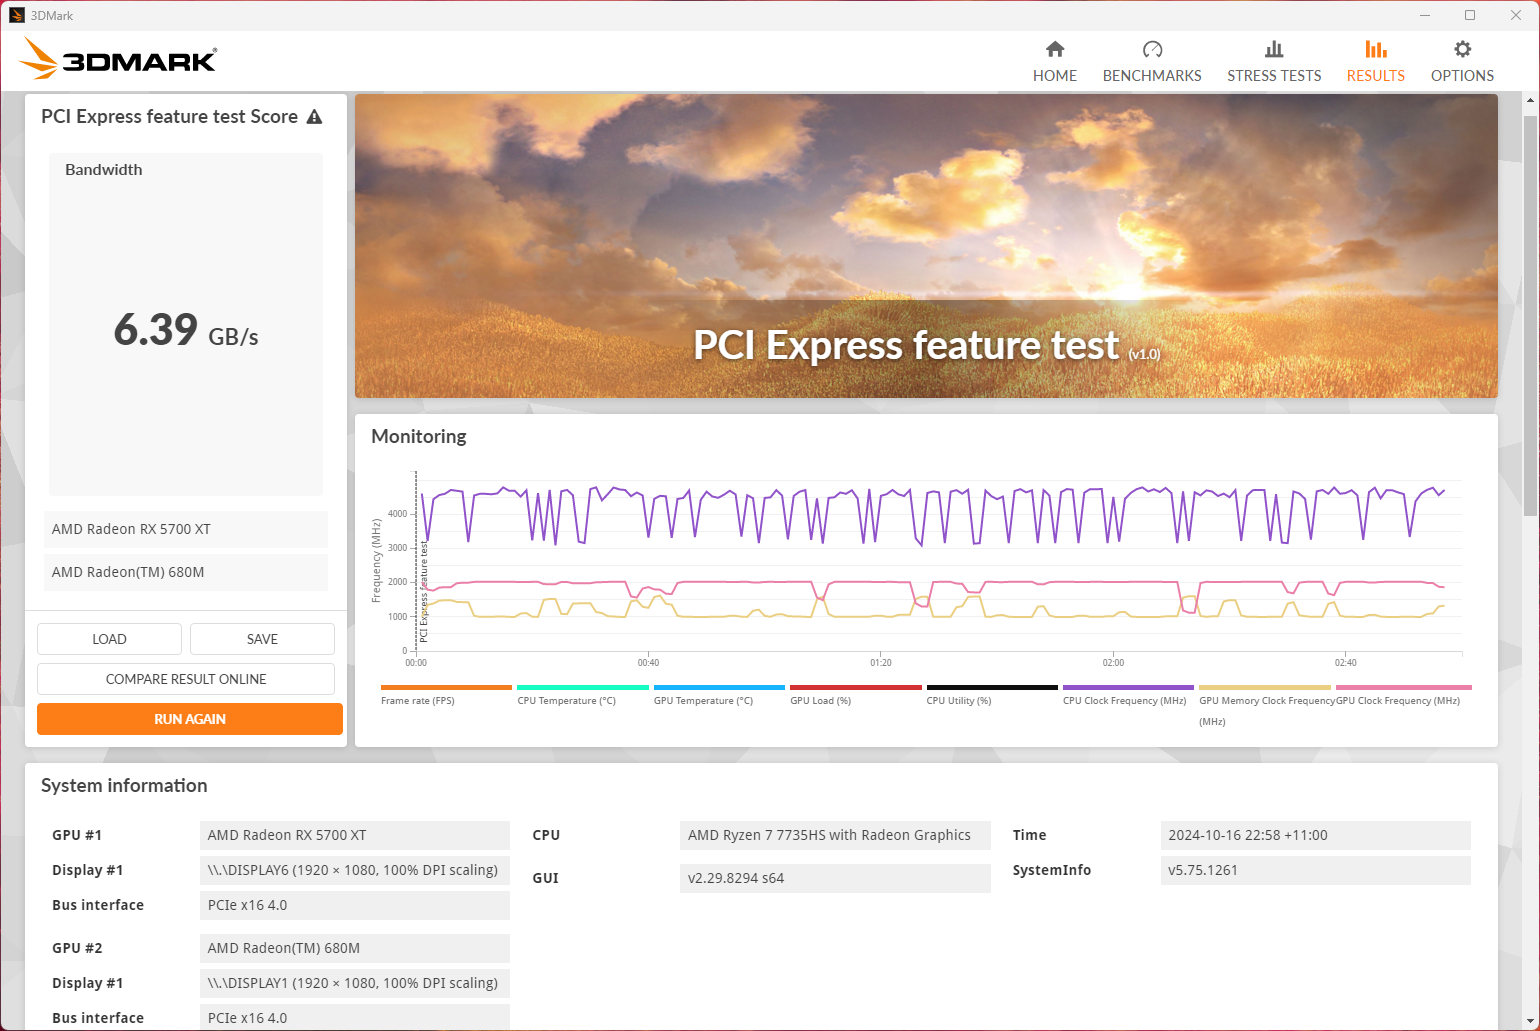 3DMark
3DMARK®
HOME
BENCHMARKS
STRESS TESTS
RESULTS
OPTIONS
PCI Express feature test Score
Bandwidth
6.39 GB/s
AMD Radeon RX 5700 XT
AMD Radeon(TM) 680M
LOAD
SAVE
COMPARE RESULT ONLINE
RUN AGAIN
PCI Express feature test (v1.0)
Monitoring
Frequency (MHz)
4000
3000
2000
1000
0
PCI Express feature test
00:00
00:40
01:20
02:00
02:40
Frame rate (FPS)
CPU Temperature (°C)
GPU Temperature (°C)
GPU Load (%)
CPU Utility (%)
CPU Clock Frequency (MHz)
GPU Memory Clock Frequency
(MHz)
GPU Clock Frequency (MHz)
System information
GPU #1
AMD Radeon RX 5700 XT
Display #1
\\.\DISPLAY6 (1920 × 1080, 100% DPI scaling)
Bus interface
PCIe x16 4.0
GPU #2
AMD Radeon(TM) 680M
Display #1
\\.\DISPLAY1 (1920 × 1080, 100% DPI scaling)
Bus interface
PCIe x16 4.0
CPU
AMD Ryzen 7 7735HS with Radeon Graphics
GUI
v2.29.8294 s64
Time
2024-10-16 22:58 +11:00
SystemInfo
v5.75.1261